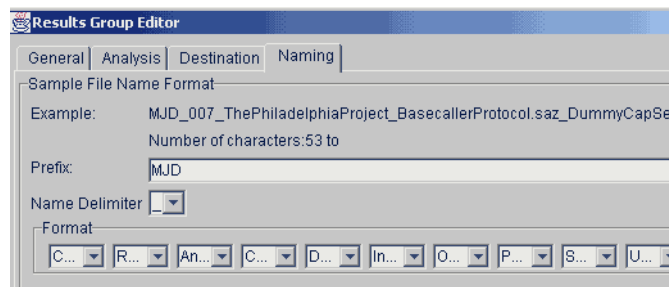 Results Group Editor
General Analysis Destination Naming
Sample File Name Format
Example: MJD_007_ThePhiladelphiaProject_BasecallerProtocol.saz_DummyCapSe
Number of characters:53 to
Prefix: MJD
Name Delimiter _
Format
C... R... An... C... D... In... O... P... S... U...